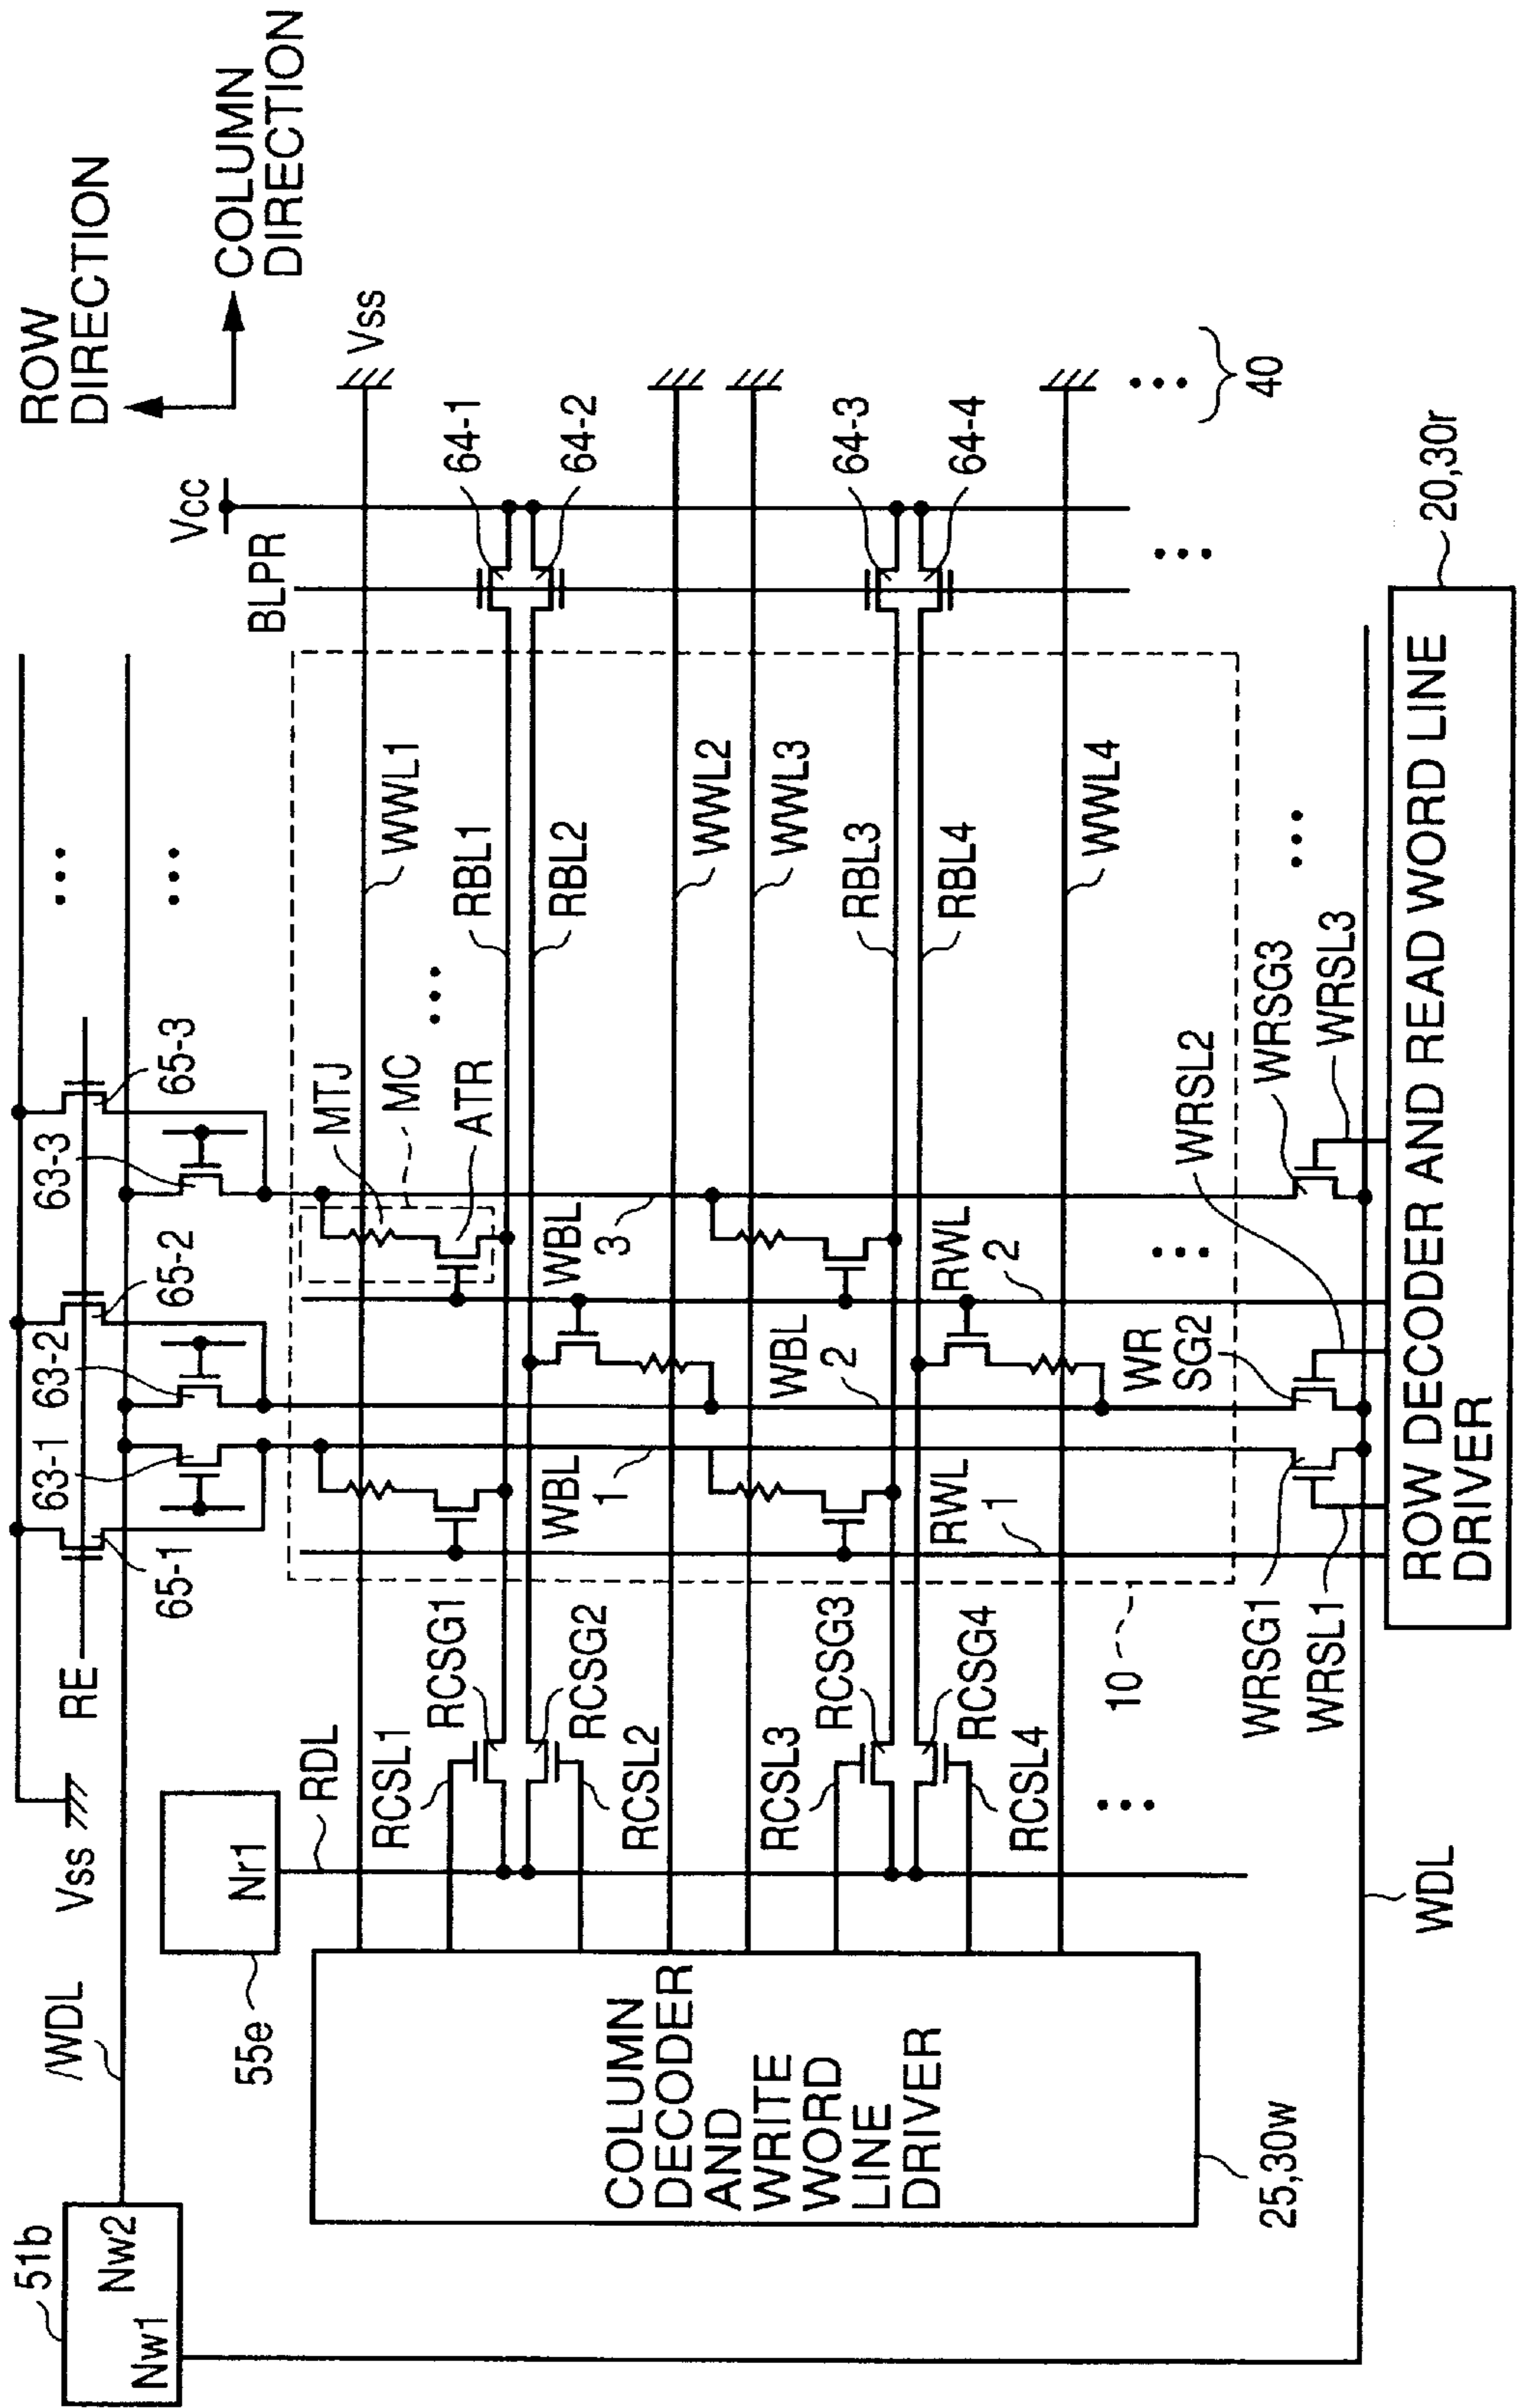 51b
Nw2
Nw1
/WDL
Vss
RE
65-1
63-1
63-2
65-2
63-3
65-3
ROW
DIRECTION
COLUMN
DIRECTION
55e
Nr1
RDL
COLUMN
DECODER
AND
WRITE
WORD
LINE
DRIVER
25,30w
RCSL1
RCSG1
RCSG2
RCSL2
RCSL3
RCSG3
RCSG4
RCSL4
10
WBL
1
RWL
1
WBL
2
RWL
2
WBL
3
MTJ
MC
ATR
WWL1
RBL1
RBL2
WWL2
WWL3
RBL3
RBL4
WWL4
BLPR
Vcc
Vss
64-1
64-2
64-3
64-4
40
WRSG1
WRSL1
WR
SG2
WRSL2
WRSG3
WRSL3
WDL
ROW DECODER AND READ WORD LINE
DRIVER
20,30r